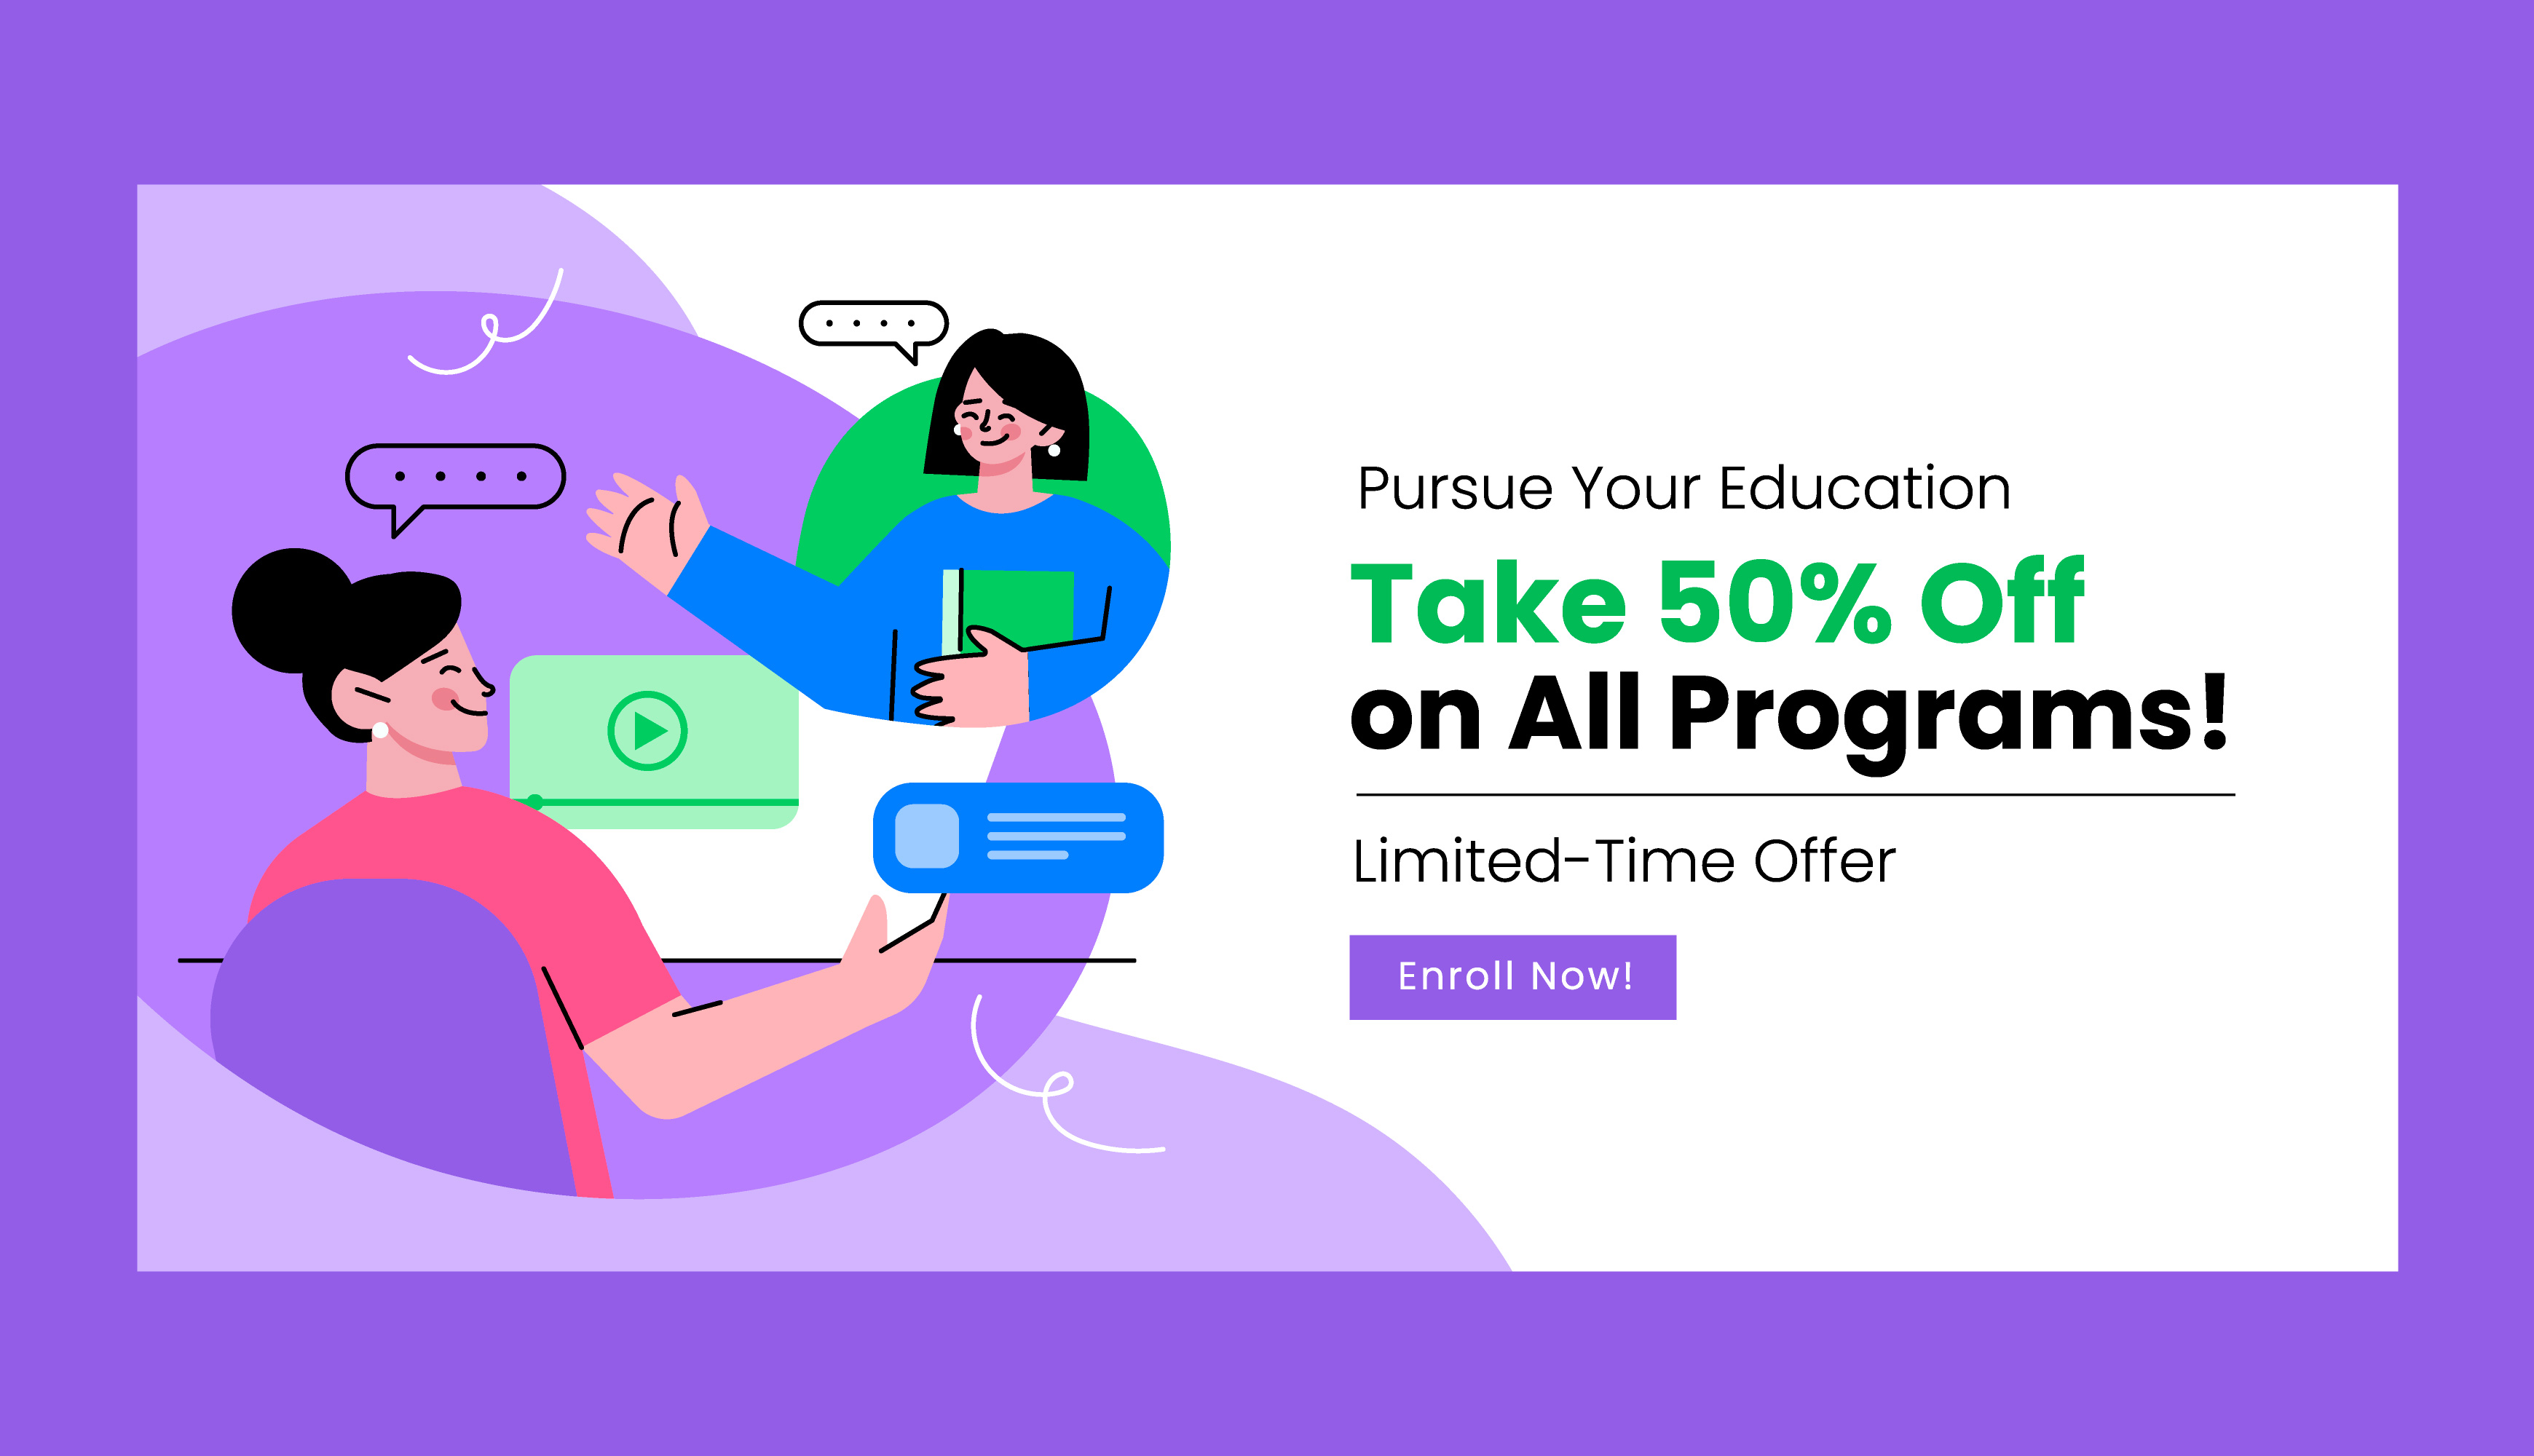 Pursue Your Education
Take 50% Off
on All Programs!
Limited-Time Offer
Enroll Now!